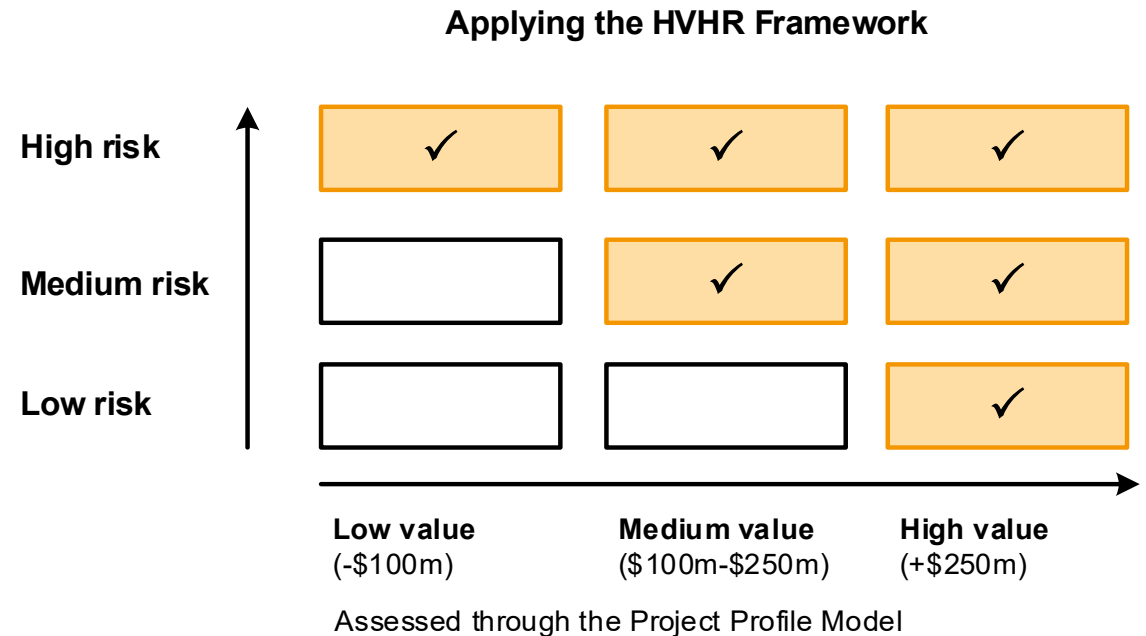 Applying the HVHR Framework
High risk
✓ ✓ ✓
Medium risk
✓ ✓
Low risk
✓
Low value Medium value High value
(-$100m) ($100m-$250m) (+$250m)
Assessed through the Project Profile Model